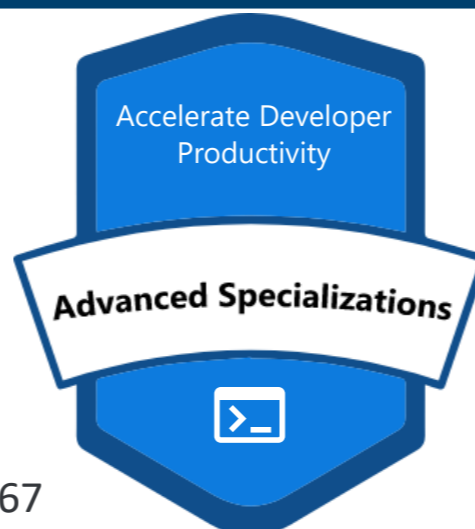 Accelerate Developer
Productivity
Advanced Specializations
>_
67